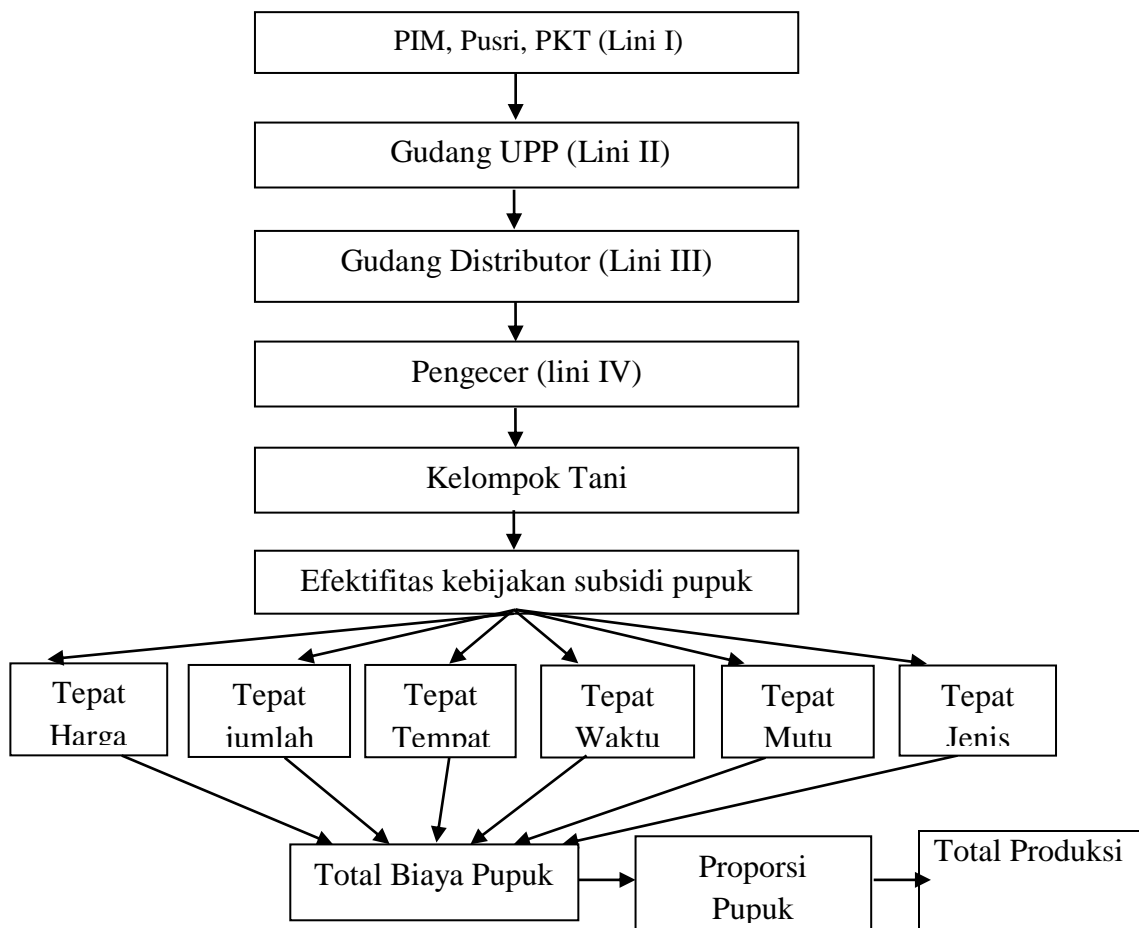 PIM, Pusri, PKT (Lini I)
Gudang UPP (Lini II)
Gudang Distributor (Lini III)
Pengecer (lini IV)
Kelompok Tani
Efektifitas kebijakan subsidi pupuk
Tepat
Harga
Tepat
jumlah
Tepat
Tempat
Tepat
Waktu
Tepat
Mutu
Tepat
Jenis
Total Biaya Pupuk
Proporsi
Pupuk
Total Produksi